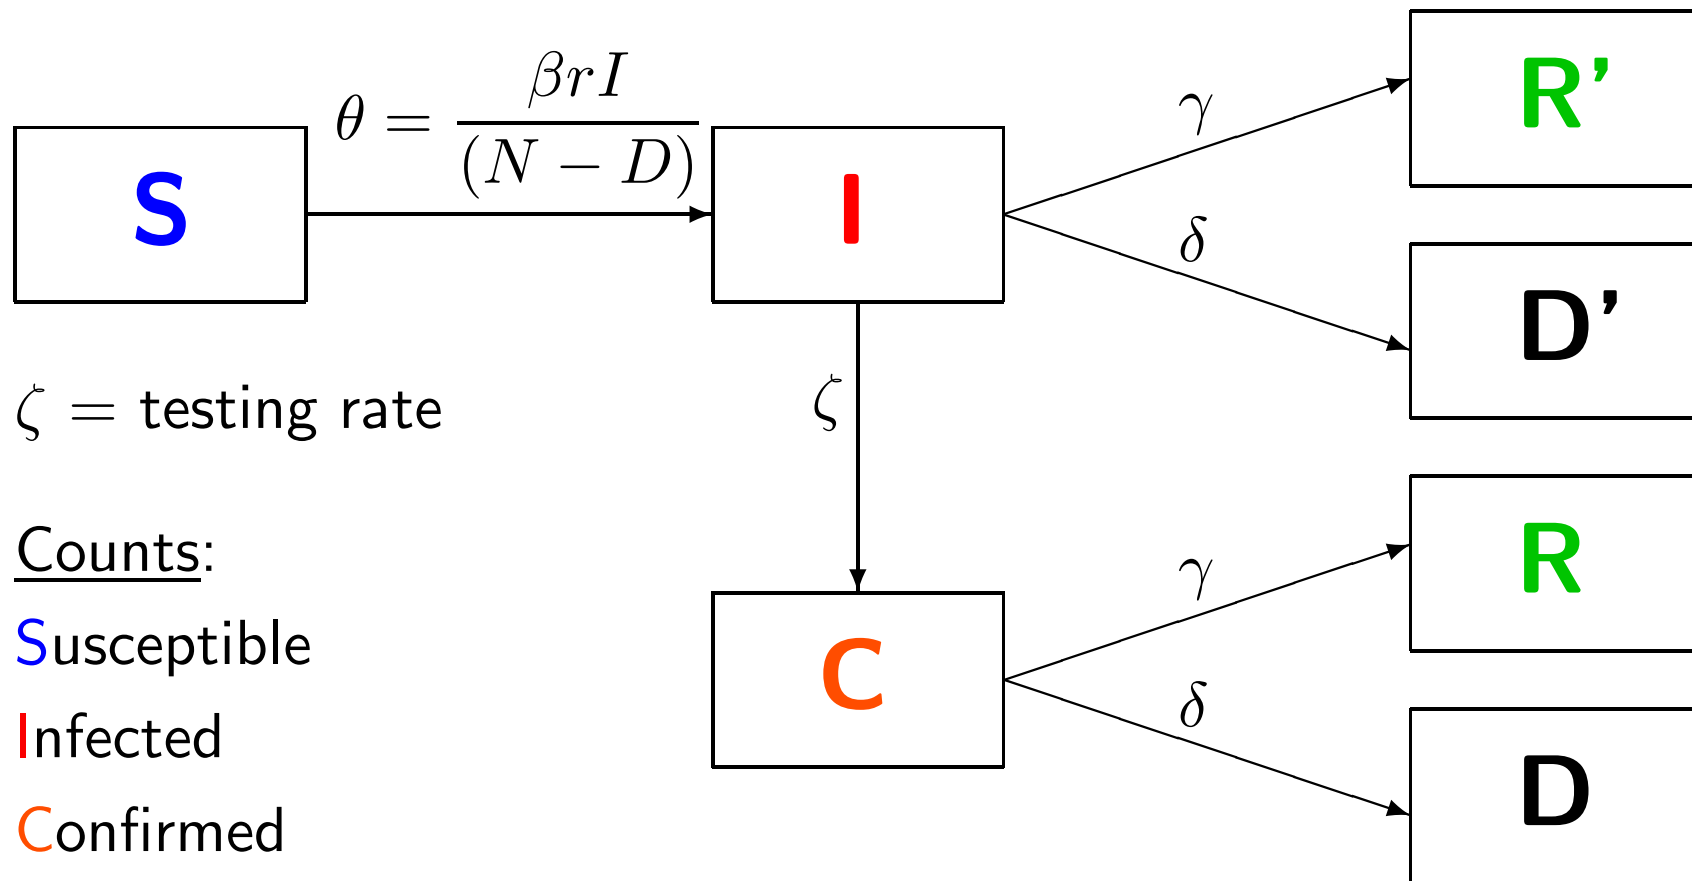 S
θ = βrI / (N − D)
I
γ
R'
δ
D'
ζ = testing rate
ζ
Counts:
Susceptible
Infected
Confirmed
C
γ
R
δ
D